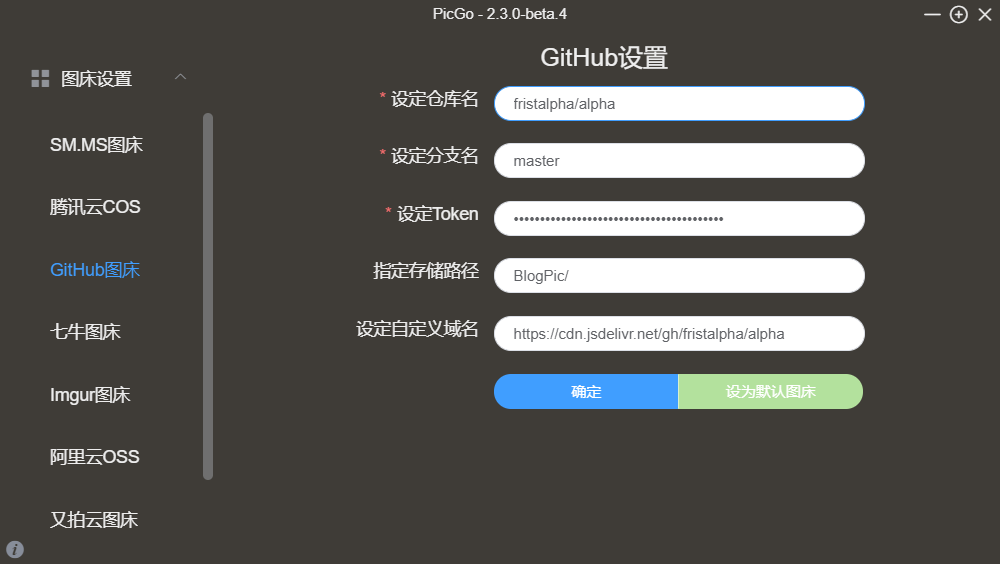 PicGo - 2.3.0-beta.4
图床设置
SM.MS图床
腾讯云COS
GitHub图床
七牛图床
Imgur图床
阿里云OSS
又拍云图床
GitHub设置
* 设定仓库名
fristalpha/alpha
* 设定分支名
master
* 设定Token
••••••••••••••••••••••••••••••••••••••••
指定存储路径
BlogPic/
设定自定义域名
https://cdn.jsdelivr.net/gh/fristalpha/alpha
确定
设为默认图床
i